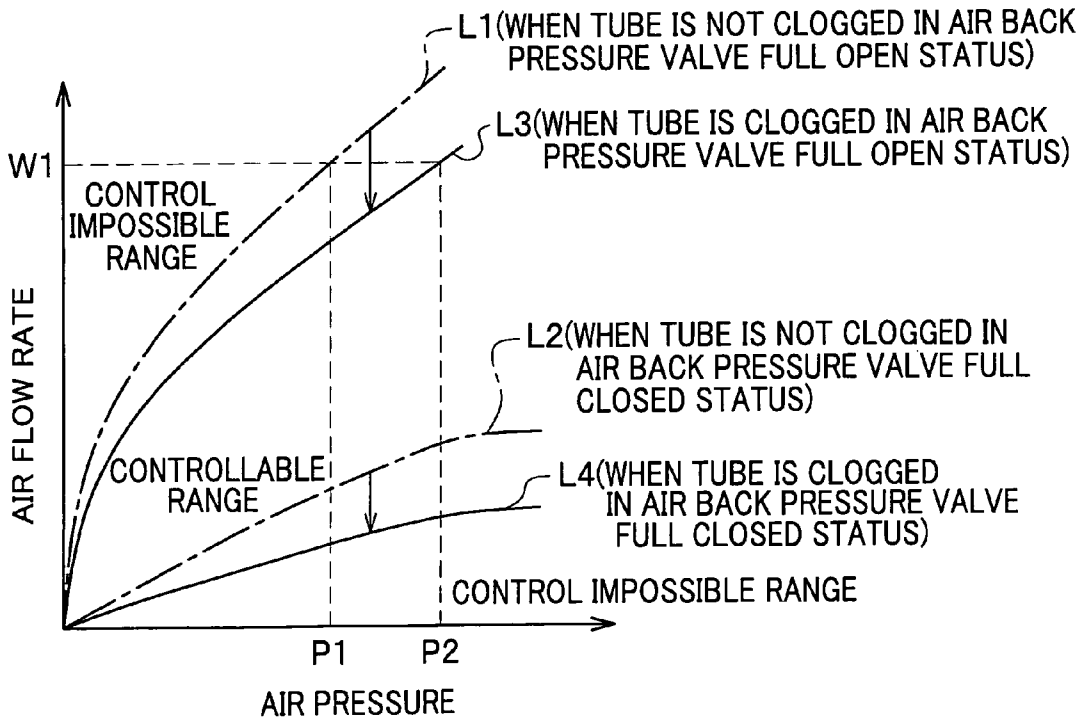 L1(WHEN TUBE IS NOT CLOGGED IN AIR BACK
PRESSURE VALVE FULL OPEN STATUS)
L3(WHEN TUBE IS CLOGGED IN AIR BACK
PRESSURE VALVE FULL OPEN STATUS)
W1
CONTROL
IMPOSSIBLE
RANGE
AIR FLOW RATE
L2(WHEN TUBE IS NOT CLOGGED IN
AIR BACK PRESSURE VALVE FULL
CLOSED STATUS)
CONTROLLABLE
RANGE
L4(WHEN TUBE IS CLOGGED
IN AIR BACK PRESSURE VALVE
FULL CLOSED STATUS)
CONTROL IMPOSSIBLE RANGE
P1
P2
AIR PRESSURE